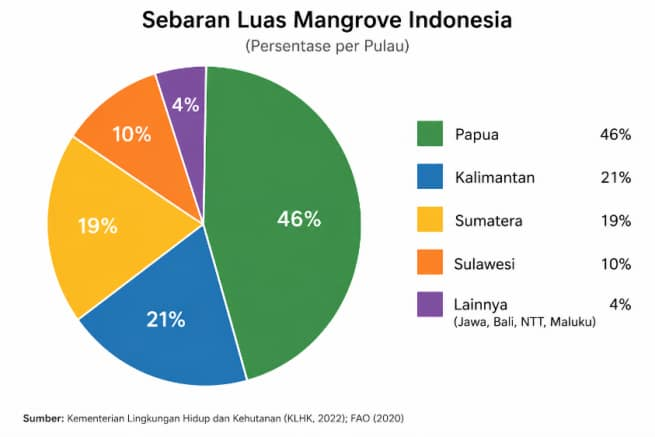 Sebaran Luas Mangrove Indonesia
(Persentase per Pulau)
4%
10%
46%
19%
21%
Papua 46%
Kalimantan 21%
Sumatera 19%
Sulawesi 10%
Lainnya 4%
(Jawa, Bali, NTT, Maluku)
Sumber: Kementerian Lingkungan Hidup dan Kehutanan (KLHK, 2022); FAO (2020)